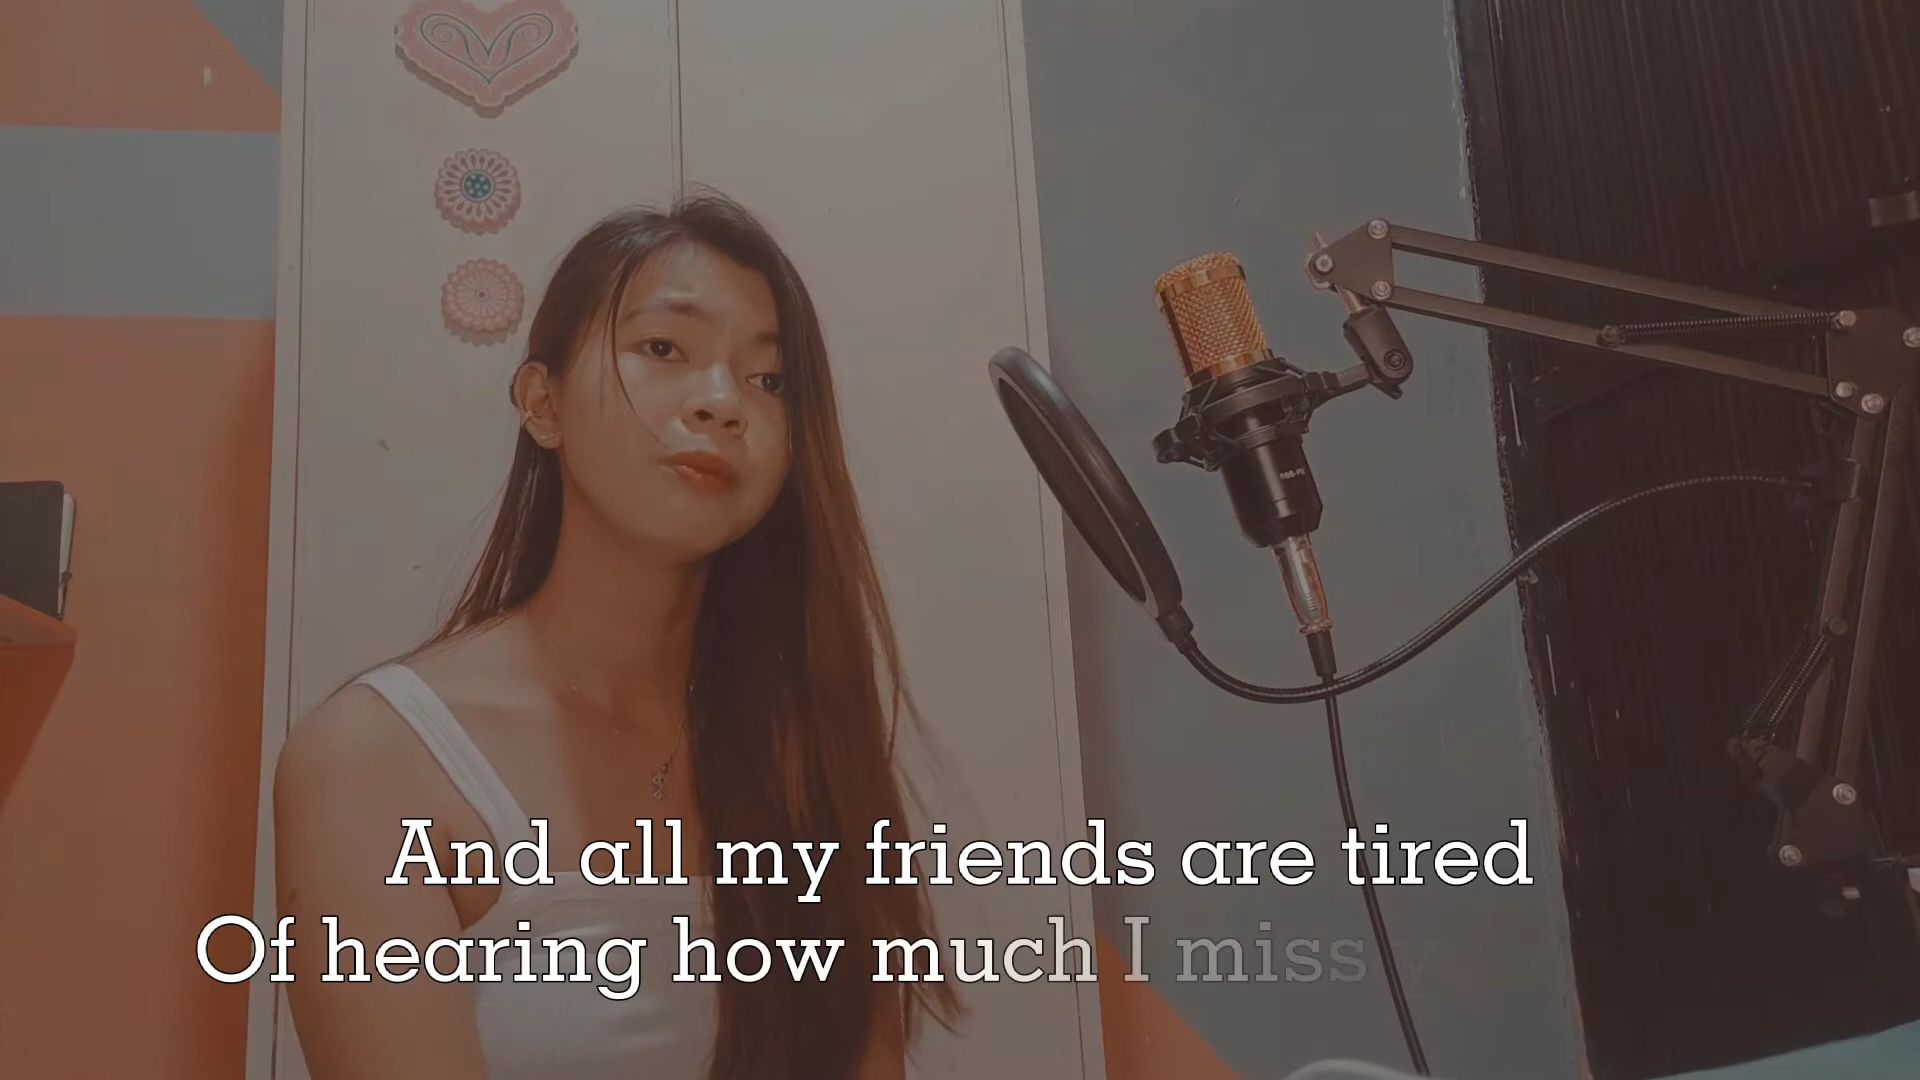 And all my friends are tired
Of hearing how much I miss y